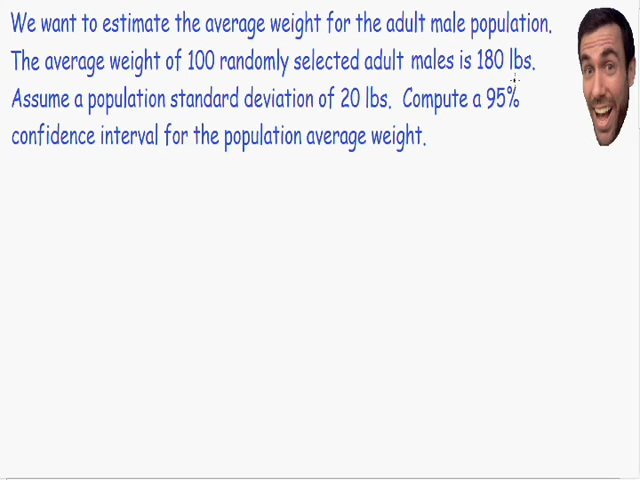 We want to estimate the average weight for the adult male population.
The average weight of 100 randomly selected adult males is 180 lbs.
Assume a population standard deviation of 20 lbs. Compute a 95%
confidence interval for the population average weight.